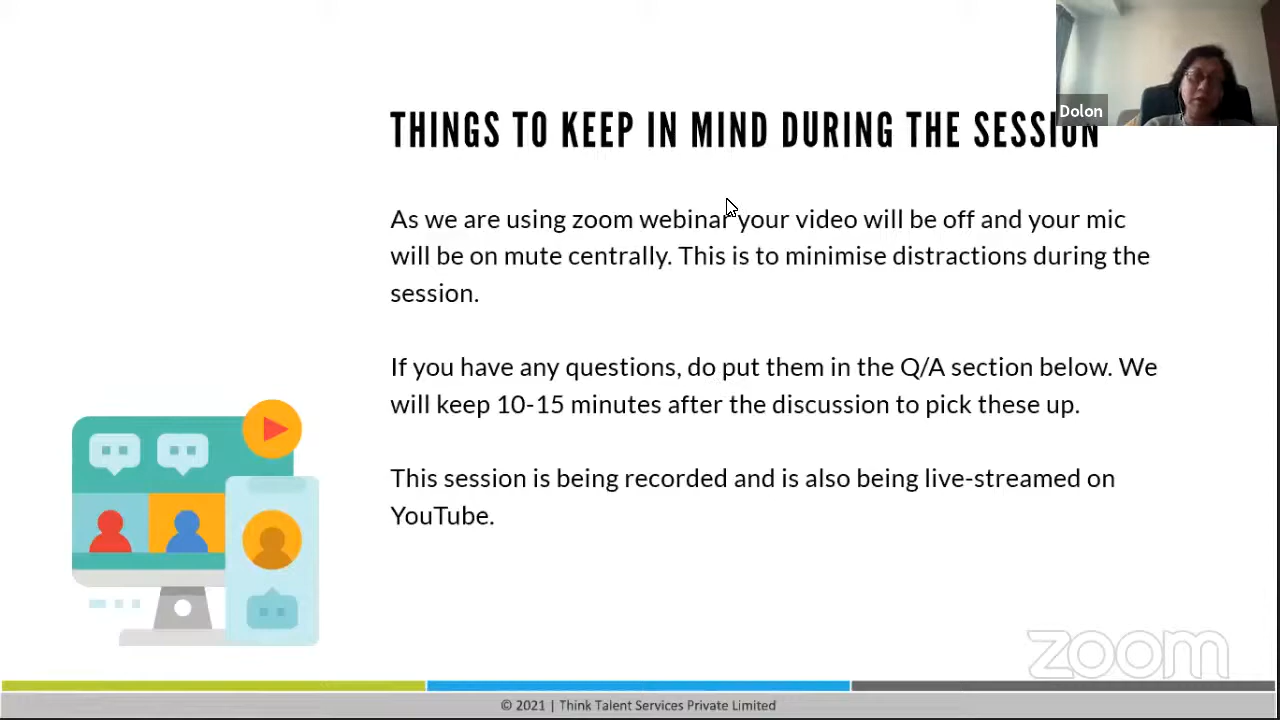 Dolon
THINGS TO KEEP IN MIND DURING THE SESSION
As we are using zoom webinar your video will be off and your mic
will be on mute centrally. This is to minimise distractions during the
session.
If you have any questions, do put them in the Q/A section below. We
will keep 10-15 minutes after the discussion to pick these up.
This session is being recorded and is also being live-streamed on
YouTube.
zoom
© 2021 | Think Talent Services Private Limited